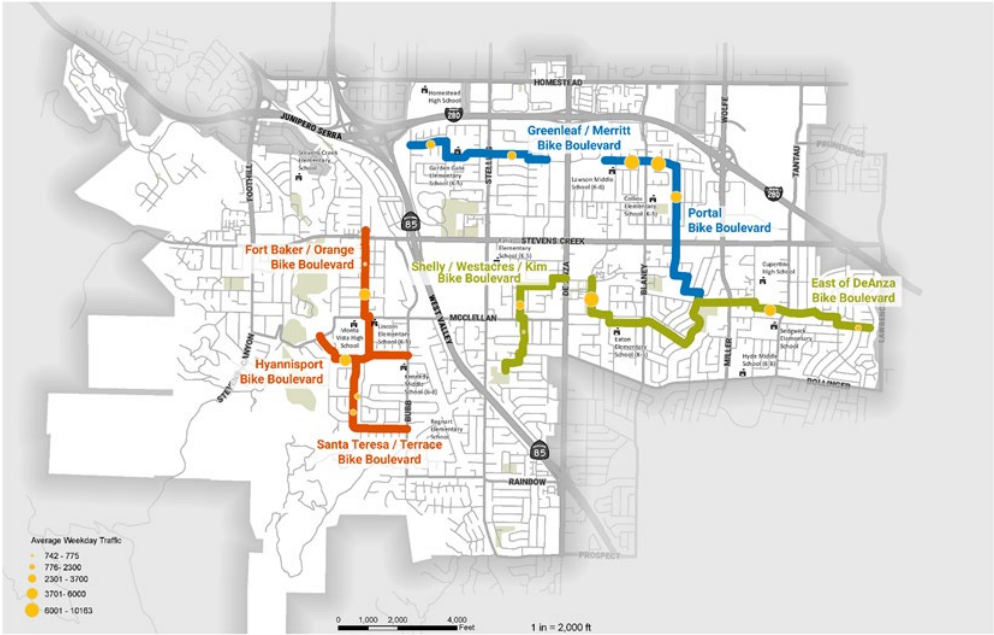 HOMESTEAD
Homestead
High School
280
JUNIPERO SERRA
Greenleaf / Merritt
Bike Boulevard
WOLFE
TANTAU
Stevens Creek
Elementary
School
FOOTHILL
Garden Gate
Elementary
School (K-5)
STELLING
Lawson Middle
School (6-8)
Collins
Elementary
School (K-5)
280
Portal
Bike Boulevard
85
STEVENS CREEK
Fort Baker / Orange
Bike Boulevard
Elementary
School (K-5)
Shelly / Westacres / Kim
Bike Boulevard
BLANEY
Cupertino
High School
East of DeAnza
Bike Boulevard
WEST VALLEY
MCCLELLAN
Monta
Vista High
School
Lincoln
Elementary
School (K-5)
Eaton
Elementary
School (K-5)
MILLER
Sedgwick
Elementary
School
Hyde Middle
School (6-8)
BOLLINGER
Hyannisport
Bike Boulevard
Kennedy
Middle
School (6-8)
BUBB
Regnart
Elementary
School
Santa Teresa / Terrace
Bike Boulevard
85
RAINBOW
PROSPECT
Average Weekday Traffic
742 - 775
776- 2300
2301 - 3700
3701- 6000
6001 - 10163
0 1,000 2,000 4,000
Feet
1 in = 2,000 ft